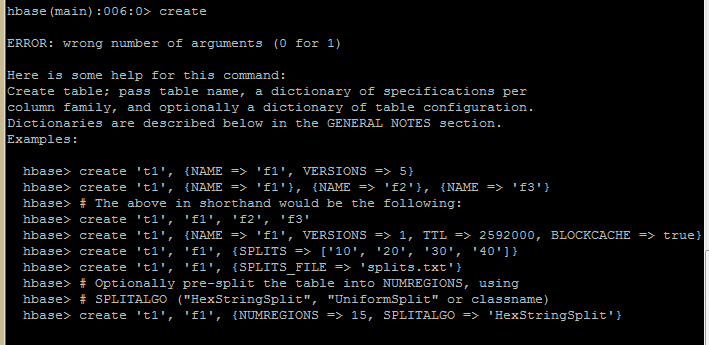 hbase(main):006:0> create
ERROR: wrong number of arguments (0 for 1)
Here is some help for this command:
Create table; pass table name, a dictionary of specifications per
column family, and optionally a dictionary of table configuration.
Dictionaries are described below in the GENERAL NOTES section.
Examples:
hbase> create 't1', {NAME => 'f1', VERSIONS => 5}
hbase> create 't1', {NAME => 'f1'}, {NAME => 'f2'}, {NAME => 'f3'}
hbase> # The above in shorthand would be the following:
hbase> create 't1', 'f1', 'f2', 'f3'
hbase> create 't1', {NAME => 'f1', VERSIONS => 1, TTL => 2592000, BLOCKCACHE => true}
hbase> create 't1', 'f1', {SPLITS => ['10', '20', '30', '40']}
hbase> create 't1', 'f1', {SPLITS_FILE => 'splits.txt'}
hbase> # Optionally pre-split the table into NUMREGIONS, using
hbase> # SPLITALGO ("HexStringSplit", "UniformSplit" or classname)
hbase> create 't1', 'f1', {NUMREGIONS => 15, SPLITALGO => 'HexStringSplit'}